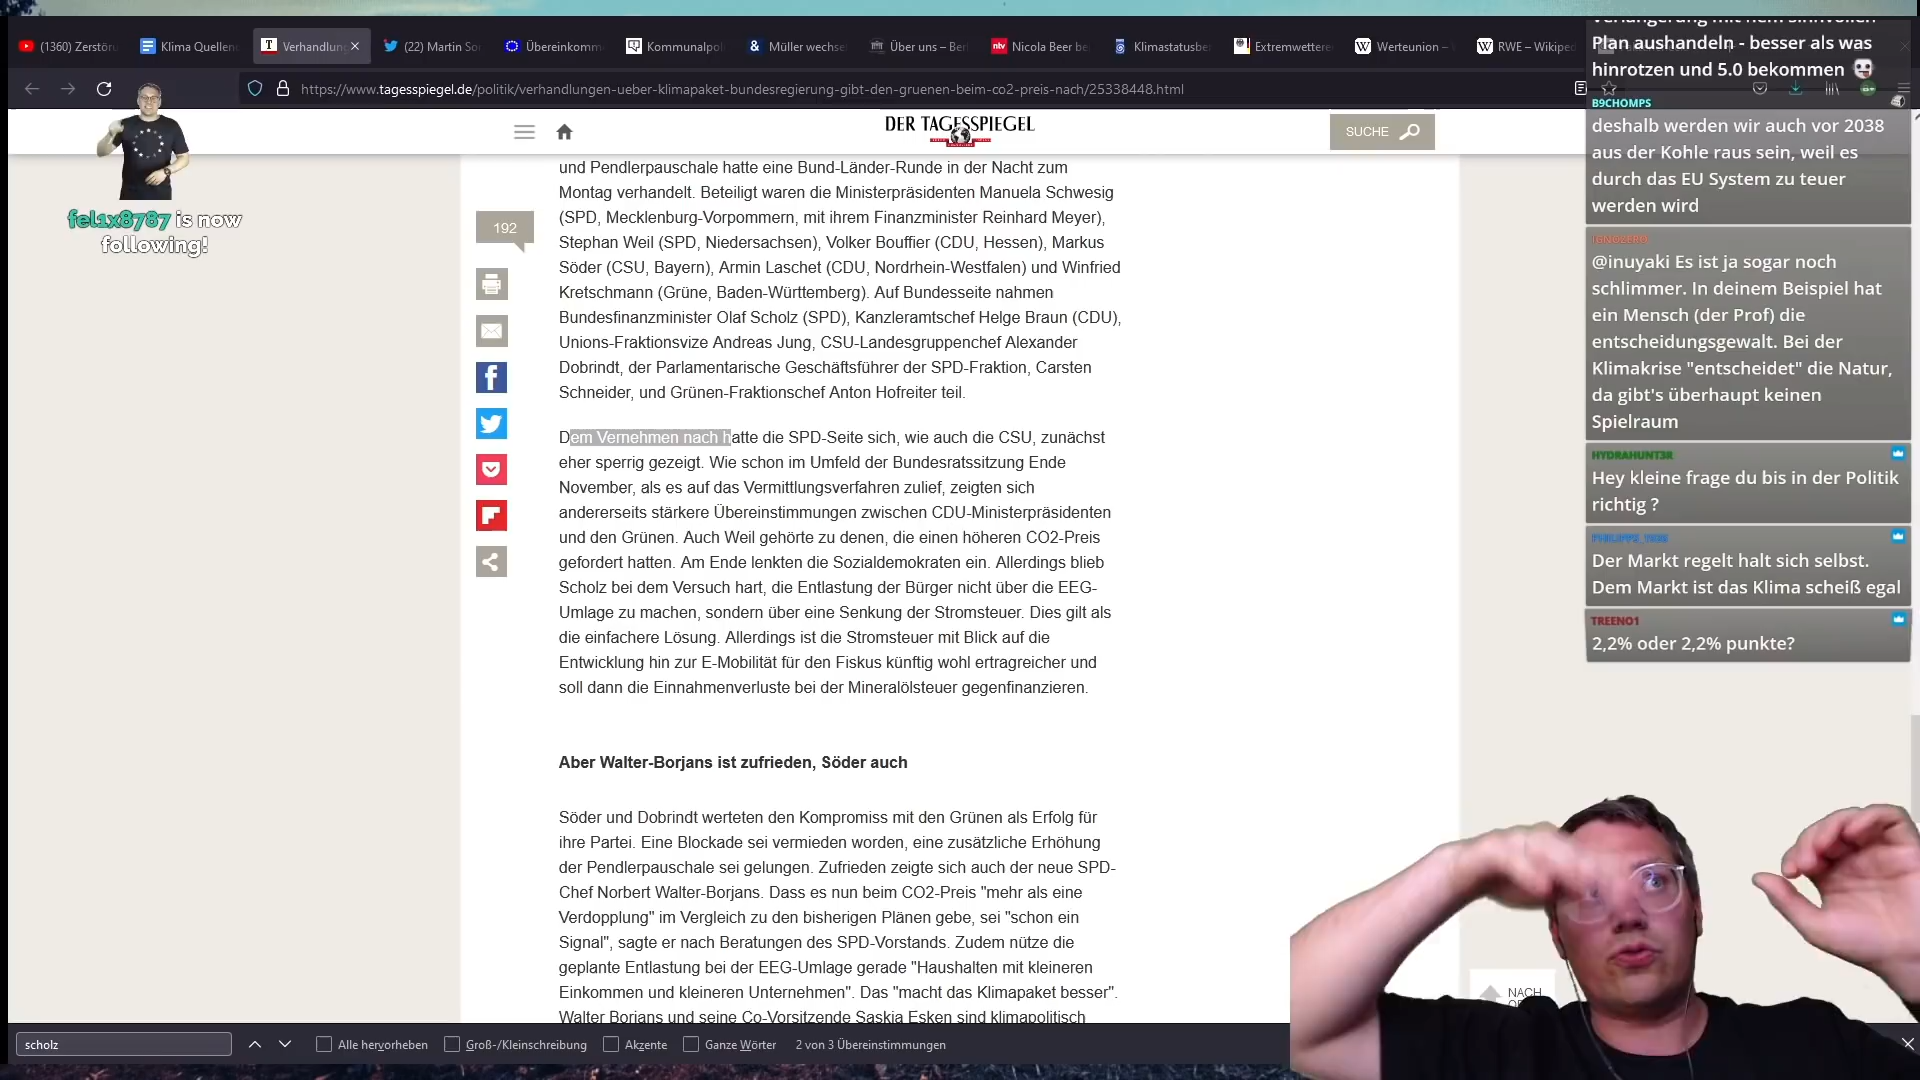 (1360) Zerstöru
Klima Quellen
Verhandlung
(22) Martin So
Übereinkomm
Kommunalpol
Müller wechse
Über uns – Berl
Nicola Beer be
Klimastatusber
Extremwettere
Werteunion –
RWE – Wikiped
https://www.tagesspiegel.de/politik/verhandlungen-ueber-klimapaket-bundesregierung-gibt-den-gruenen-beim-co2-preis-nach/25338448.html
DER TAGESSPIEGEL
SUCHE
fel1x8787 is now
following!
192
und Pendlerpauschale hatte eine Bund-Länder-Runde in der Nacht zum
Montag verhandelt. Beteiligt waren die Ministerpräsidenten Manuela Schwesig
(SPD, Mecklenburg-Vorpommern, mit ihrem Finanzminister Reinhard Meyer),
Stephan Weil (SPD, Niedersachsen), Volker Bouffier (CDU, Hessen), Markus
Söder (CSU, Bayern), Armin Laschet (CDU, Nordrhein-Westfalen) und Winfried
Kretschmann (Grüne, Baden-Württemberg). Auf Bundesseite nahmen
Bundesfinanzminister Olaf Scholz (SPD), Kanzleramtschef Helge Braun (CDU),
Unions-Fraktionsvize Andreas Jung, CSU-Landesgruppenchef Alexander
Dobrindt, der Parlamentarische Geschäftsführer der SPD-Fraktion, Carsten
Schneider, und Grünen-Fraktionschef Anton Hofreiter teil.
Dem Vernehmen nach hatte die SPD-Seite sich, wie auch die CSU, zunächst
eher sperrig gezeigt. Wie schon im Umfeld der Bundesratssitzung Ende
November, als es auf das Vermittlungsverfahren zulief, zeigten sich
andererseits stärkere Übereinstimmungen zwischen CDU-Ministerpräsidenten
und den Grünen. Auch Weil gehörte zu denen, die einen höheren CO2-Preis
gefordert hatten. Am Ende lenkten die Sozialdemokraten ein. Allerdings blieb
Scholz bei dem Versuch hart, die Entlastung der Bürger nicht über die EEG-
Umlage zu machen, sondern über eine Senkung der Stromsteuer. Dies gilt als
die einfachere Lösung. Allerdings ist die Stromsteuer mit Blick auf die
Entwicklung hin zur E-Mobilität für den Fiskus künftig wohl ertragreicher und
soll dann die Einnahmenverluste bei der Mineralölsteuer gegenfinanzieren.
Aber Walter-Borjans ist zufrieden, Söder auch
Söder und Dobrindt werteten den Kompromiss mit den Grünen als Erfolg für
ihre Partei. Eine Blockade sei vermieden worden, eine zusätzliche Erhöhung
der Pendlerpauschale sei gelungen. Zufrieden zeigte sich auch der neue SPD-
Chef Norbert Walter-Borjans. Dass es nun beim CO2-Preis "mehr als eine
Verdopplung" im Vergleich zu den bisherigen Plänen gebe, sei "schon ein
Signal", sagte er nach Beratungen des SPD-Vorstands. Zudem nütze die
geplante Entlastung bei der EEG-Umlage gerade "Haushalten mit kleineren
Einkommen und kleineren Unternehmen". Das "macht das Klimapaket besser".
Walter Borjans und seine Co-Vorsitzende Saskia Esken sind klimapolitisch
NACH
Verlängerung mit nem sinnvollen
Plan aushandeln - besser als was
hinrotzen und 5.0 bekommen
B9CHOMPS
deshalb werden wir auch vor 2038
aus der Kohle raus sein, weil es
durch das EU System zu teuer
werden wird
IGNOZERO
@inuyaki Es ist ja sogar noch
schlimmer. In deinem Beispiel hat
ein Mensch (der Prof) die
entscheidungsgewalt. Bei der
Klimakrise "entscheidet" die Natur,
da gibt's überhaupt keinen
Spielraum
HYDRAHUNT3R
Hey kleine frage du bis in der Politik
richtig ?
Der Markt regelt halt sich selbst.
Dem Markt ist das Klima scheiß egal
TREENO1
2,2% oder 2,2% punkte?
scholz
Alle hervorheben
Groß-/Kleinschreibung
Akzente
Ganze Wörter
2 von 3 Übereinstimmungen